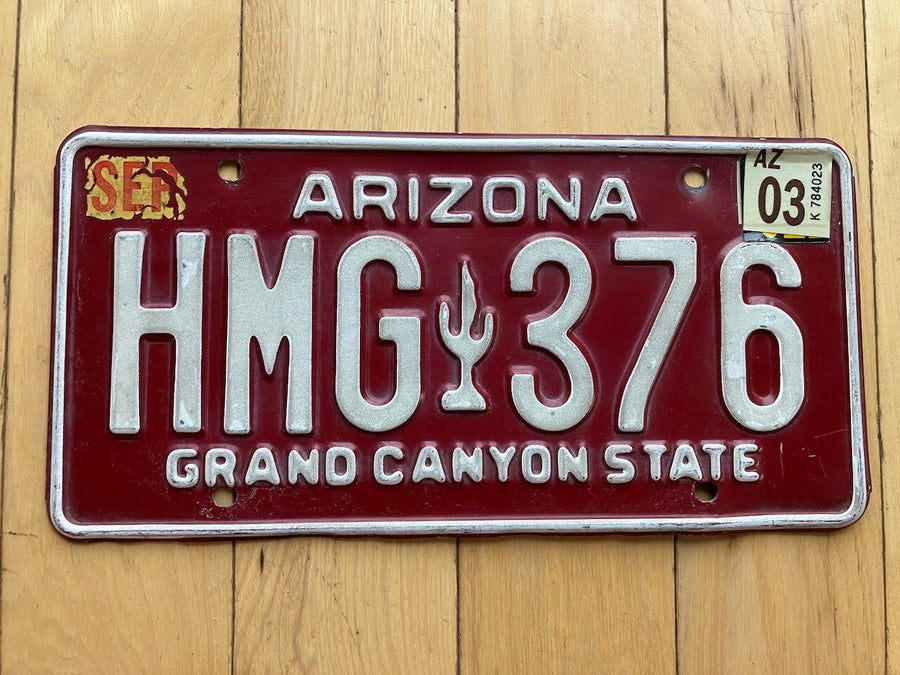 SEP
ARIZONA
AZ
03
K 784023
HMG 376
GRAND CANYON STATE